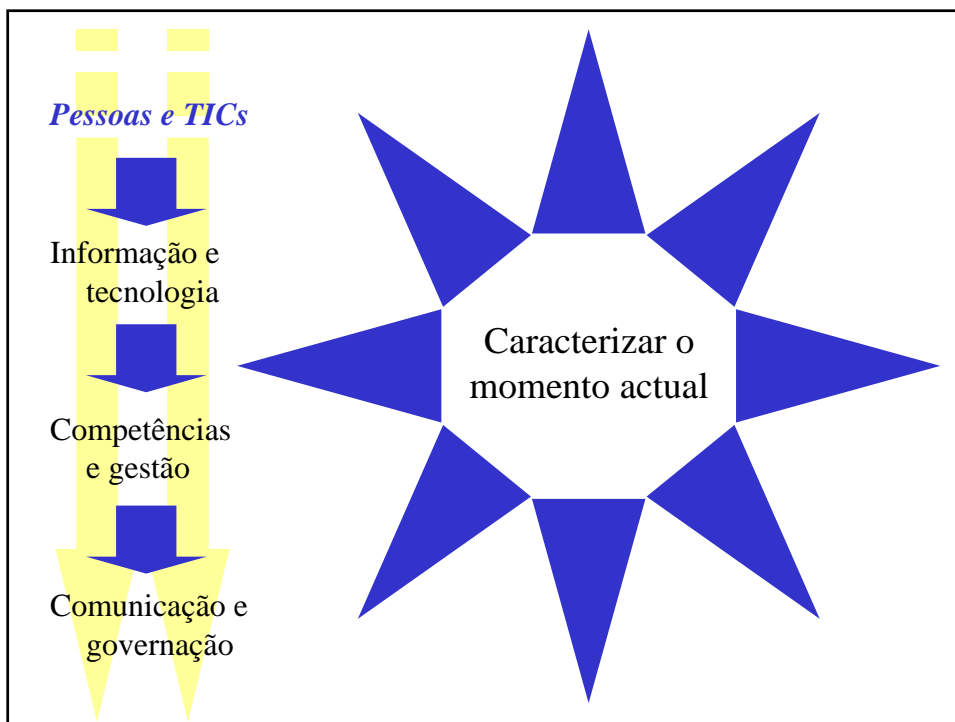 Pessoas e TICs
Informação e
tecnologia
Competências
e gestão
Comunicação e
governação
Caracterizar o
momento actual